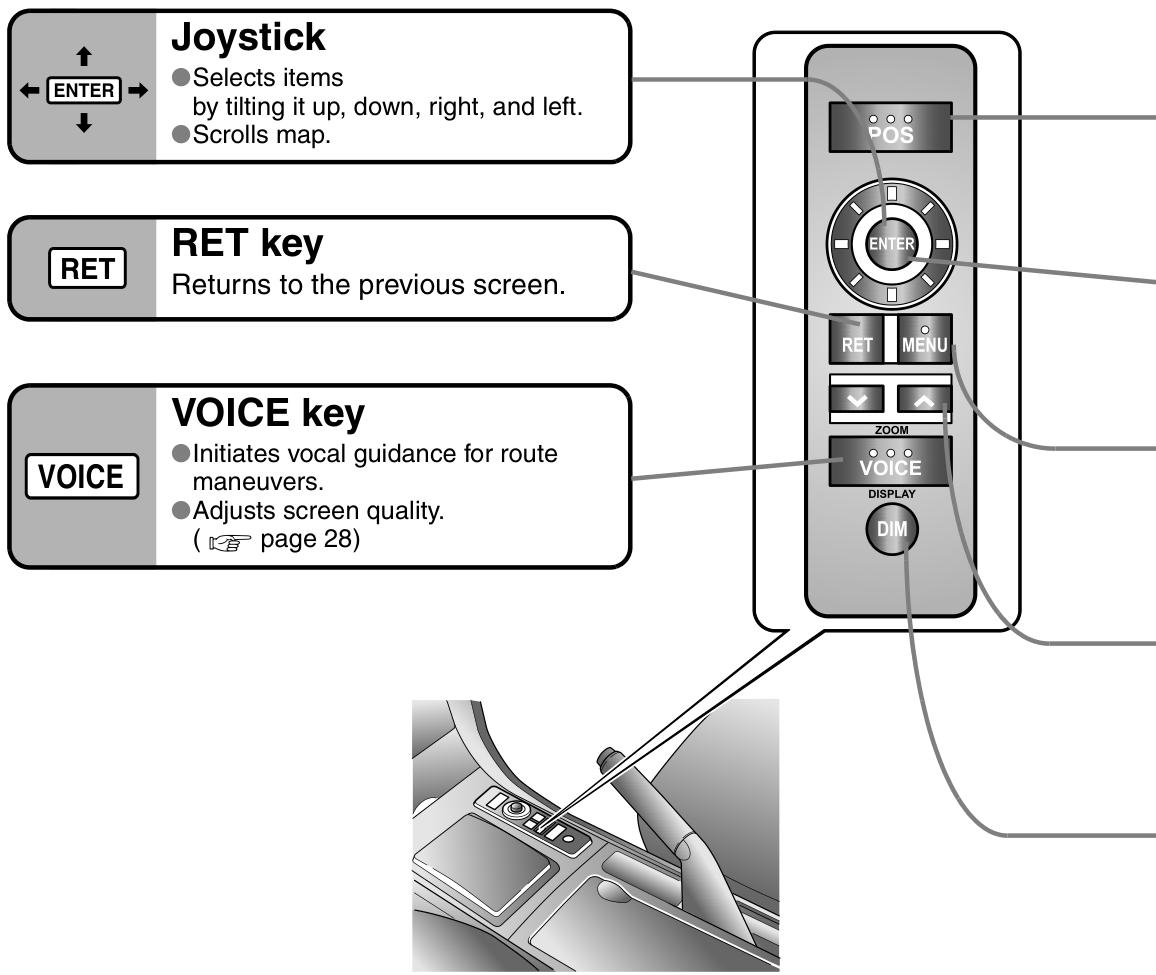 Joystick
ENTER
●Selects items
by tilting it up, down, right, and left.
●Scrolls map.
RET
RET key
Returns to the previous screen.
VOICE
VOICE key
●Initiates vocal guidance for route
maneuvers.
●Adjusts screen quality.
( ☞ page 28)
POS
ENTER
RET
MENU
ZOOM
VOICE
DISPLAY
DIM